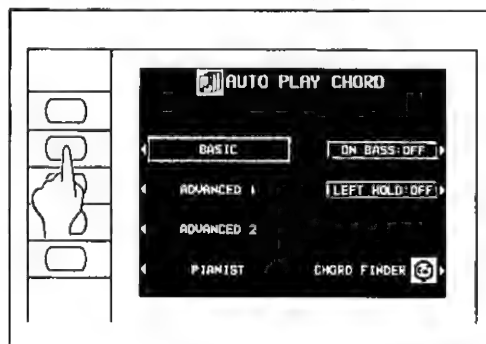 AUTO PLAY CHORD
BASIC
ON BASS:OFF
ADVANCED 1
LEFT HOLD:OFF
ADVANCED 2
PIANIST
CHORD FINDER